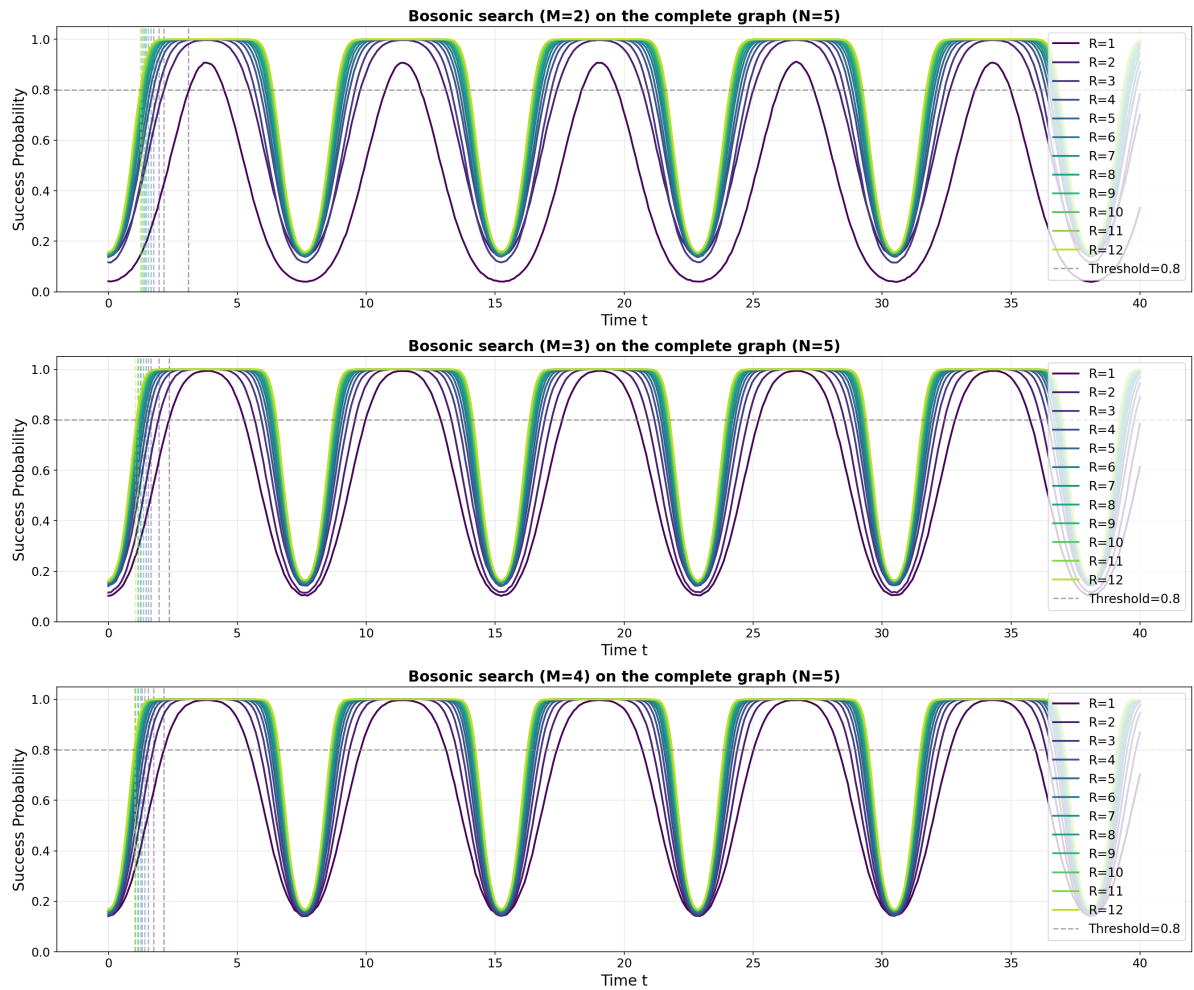 Bosonic search (M=2) on the complete graph (N=5)
Success Probability
1.0
0.8
0.6
0.4
0.2
0.0
R=1
R=2
R=3
R=4
R=5
R=6
R=7
R=8
R=9
R=10
R=11
R=12
Threshold=0.8
0 5 10 15 20 25 30 35 40
Time t
Bosonic search (M=3) on the complete graph (N=5)
Success Probability
1.0
0.8
0.6
0.4
0.2
0.0
R=1
R=2
R=3
R=4
R=5
R=6
R=7
R=8
R=9
R=10
R=11
R=12
Threshold=0.8
0 5 10 15 20 25 30 35 40
Time t
Bosonic search (M=4) on the complete graph (N=5)
Success Probability
1.0
0.8
0.6
0.4
0.2
0.0
R=1
R=2
R=3
R=4
R=5
R=6
R=7
R=8
R=9
R=10
R=11
R=12
Threshold=0.8
0 5 10 15 20 25 30 35 40
Time t